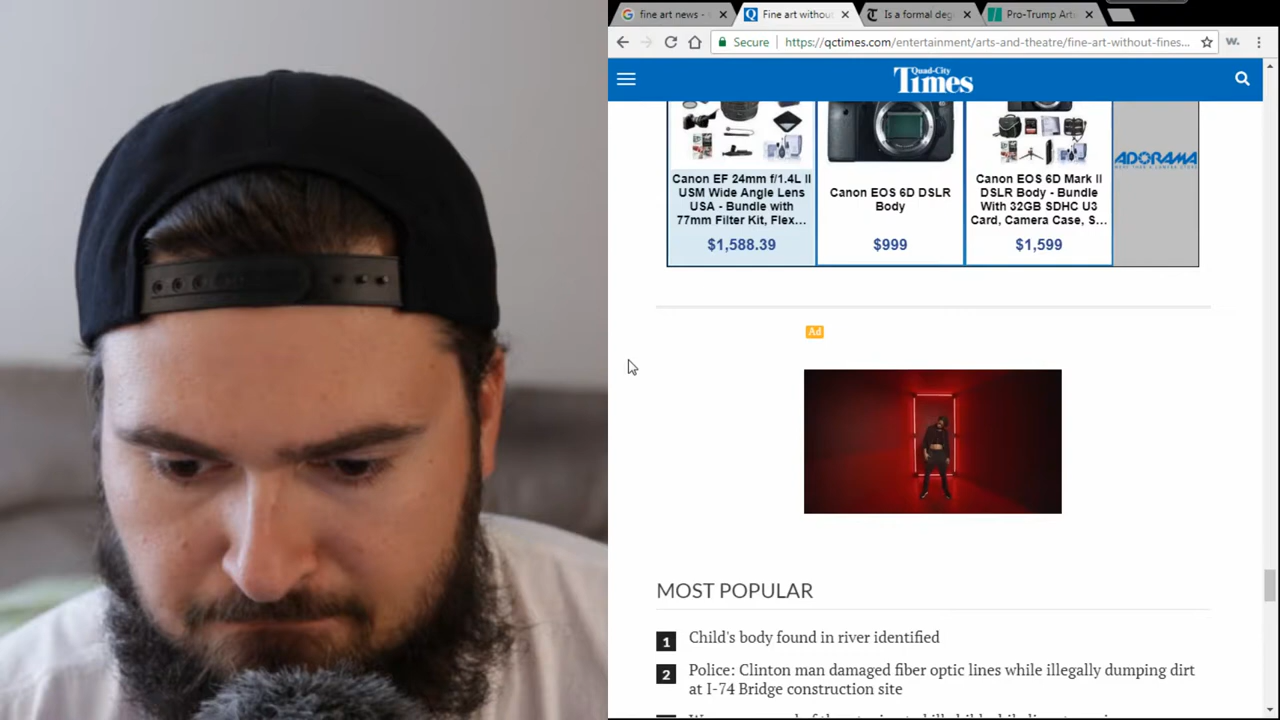 fine art news -
Fine art withou
Is a formal deg
Pro-Trump Art
Secure
https://qctimes.com/entertainment/arts-and-theatre/fine-art-without-fines...
w.
Quad-City
Times
Canon EF 24mm f/1.4L II
USM Wide Angle Lens
USA - Bundle with
77mm Filter Kit, Flex...
$1,588.39
Canon EOS 6D DSLR
Body
$999
Canon EOS 6D Mark II
DSLR Body - Bundle
With 32GB SDHC U3
Card, Camera Case, S...
$1,599
ADORAMA
Ad
MOST POPULAR
1 Child's body found in river identified
2 Police: Clinton man damaged fiber optic lines while illegally dumping dirt
at I-74 Bridge construction site